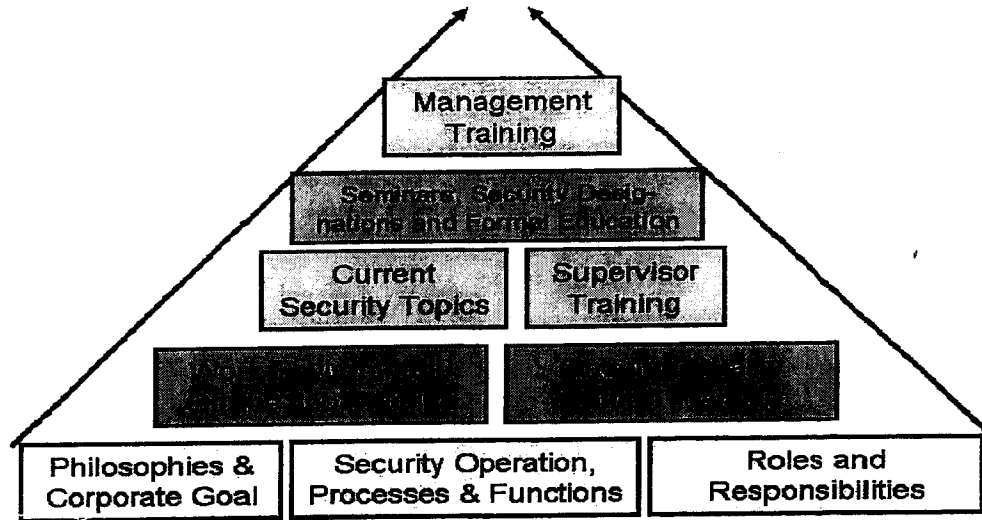 Management
Training
Seminars, Security Desig-
nations and Formal Education
Current
Security Topics
Supervisor
Training
Philosophies &
Corporate Goal
Security Operation,
Processes & Functions
Roles and
Responsibilities